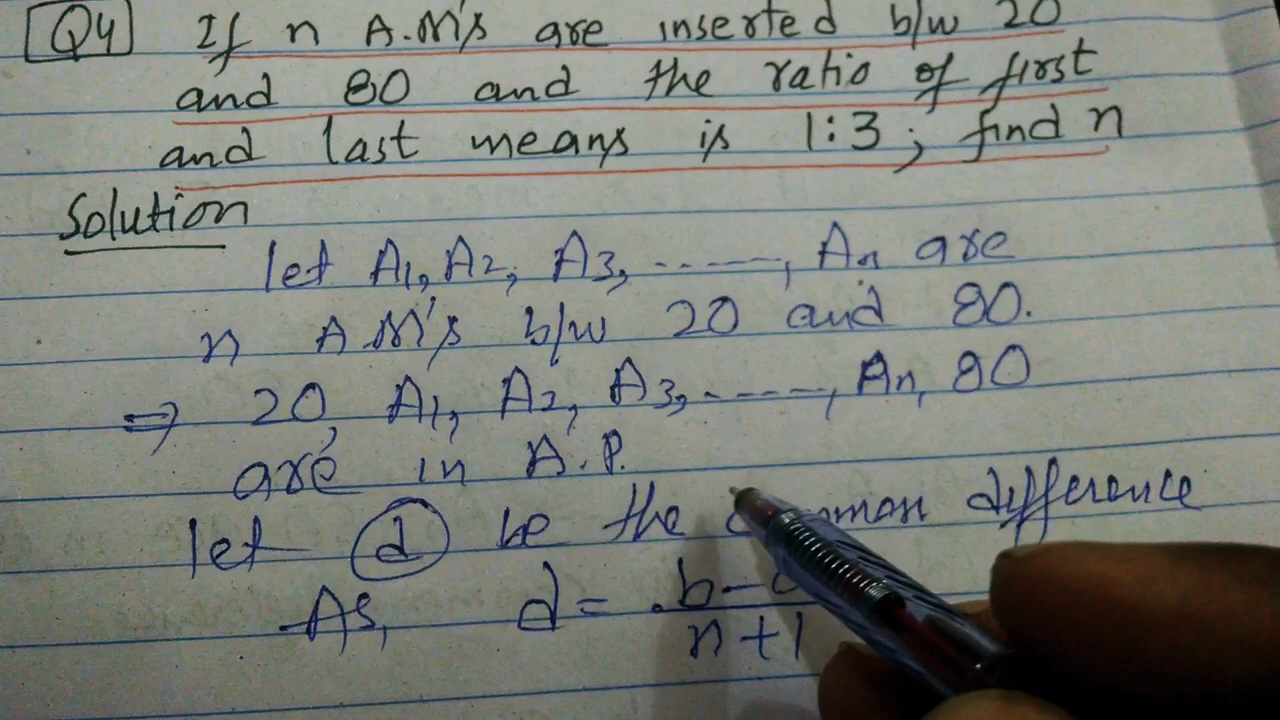 Q4 If n A.M's are inserted b/w 20
and 80 and the ratio of first
and last means is 1:3; find n
Solution
let A1, A2, A3, ------, An are
n A.M's b/w 20 and 80.
⇒ 20, A1, A2, A3, -----, An, 80
are in A.P.
let d be the difference
As, d = b-
n+1